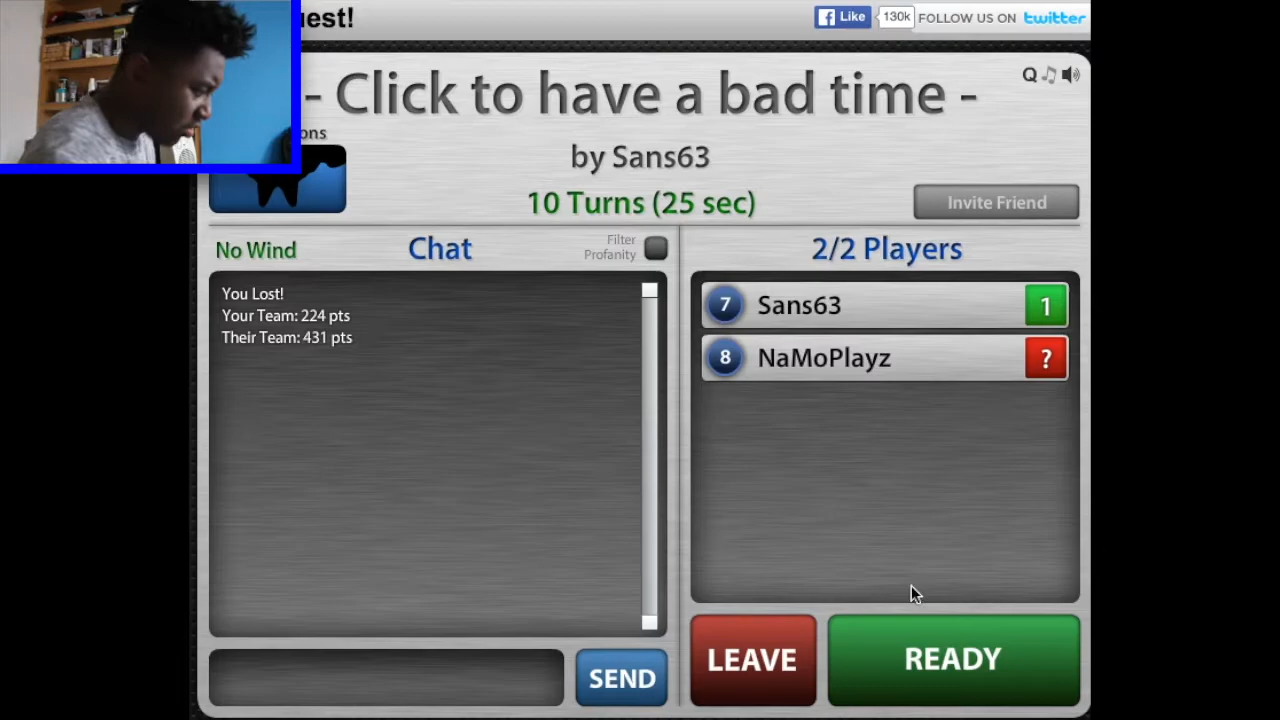 uest!
Like
130k
FOLLOW US ON twitter
- Click to have a bad time -
Q
ons
by Sans63
10 Turns (25 sec)
Invite Friend
No Wind
Chat
Filter
Profanity
2/2 Players
You Lost!
Your Team: 224 pts
Their Team: 431 pts
7 Sans63 1
8 NaMoPlayz ?
SEND
LEAVE
READY